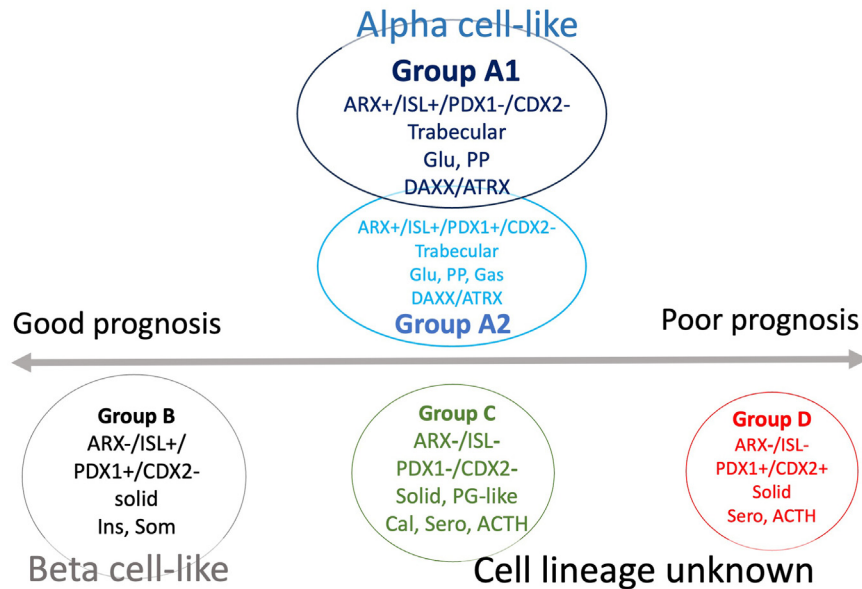 Alpha cell-like
Group A1
ARX+/ISL+/PDX1-/CDX2-
Trabecular
Glu, PP
DAXX/ATRX
ARX+/ISL+/PDX1+/CDX2-
Trabecular
Glu, PP, Gas
DAXX/ATRX
Group A2
Good prognosis
Poor prognosis
Group B
ARX-/ISL+/
PDX1+/CDX2-
solid
Ins, Som
Beta cell-like
Group C
ARX-/ISL-
PDX1-/CDX2-
Solid, PG-like
Cal, Sero, ACTH
Group D
ARX-/ISL-
PDX1+/CDX2+
Solid
Sero, ACTH
Cell lineage unknown